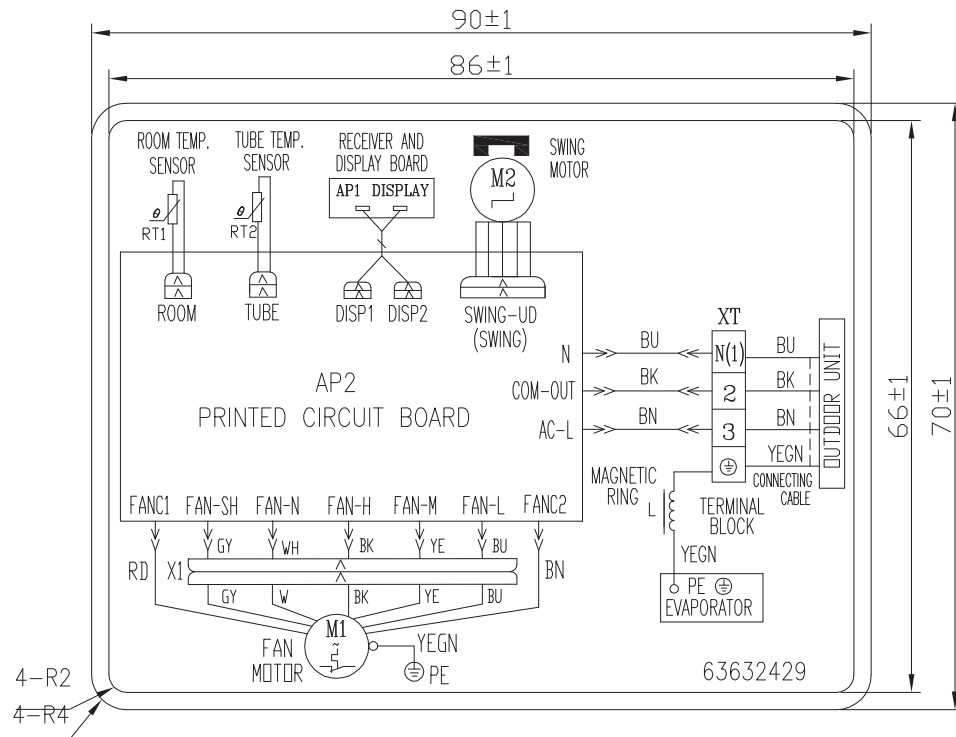 90±1
86±1
ROOM TEMP.
SENSOR
TUBE TEMP.
SENSOR
RECEIVER AND
DISPLAY BOARD
SWING
MOTOR
AP1 DISPLAY
M2
θ
RT1
θ
RT2
ROOM
TUBE
DISP1
DISP2
SWING-UD
(SWING)
XT
N
BU
N(1)
BU
COM-OUT
BK
2
BK
AC-L
BN
3
BN
YEGN
OUTDOOR UNIT
CONNECTING
CABLE
AP2
PRINTED CIRCUIT BOARD
66±1
70±1
MAGNETIC
RING
L
TERMINAL
BLOCK
YEGN
PE
EVAPORATOR
FANC1
FAN-SH
FAN-N
FAN-H
FAN-M
FAN-L
FANC2
RD
GY
WH
BK
YE
BU
BN
X1
GY
W
BK
YE
BU
M1
~
FAN
MOTOR
YEGN
PE
63632429
4-R2
4-R4